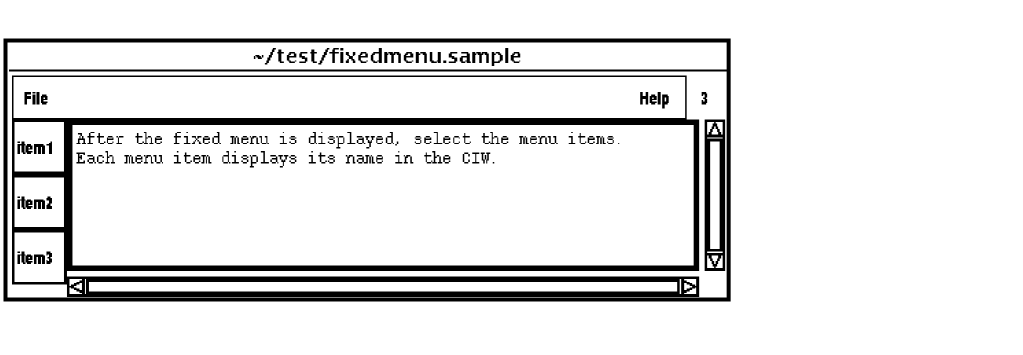 ~/test/fixedmenu.sample
File Help 3
item1
After the fixed menu is displayed, select the menu items.
Each menu item displays its name in the CIW.
item2
item3